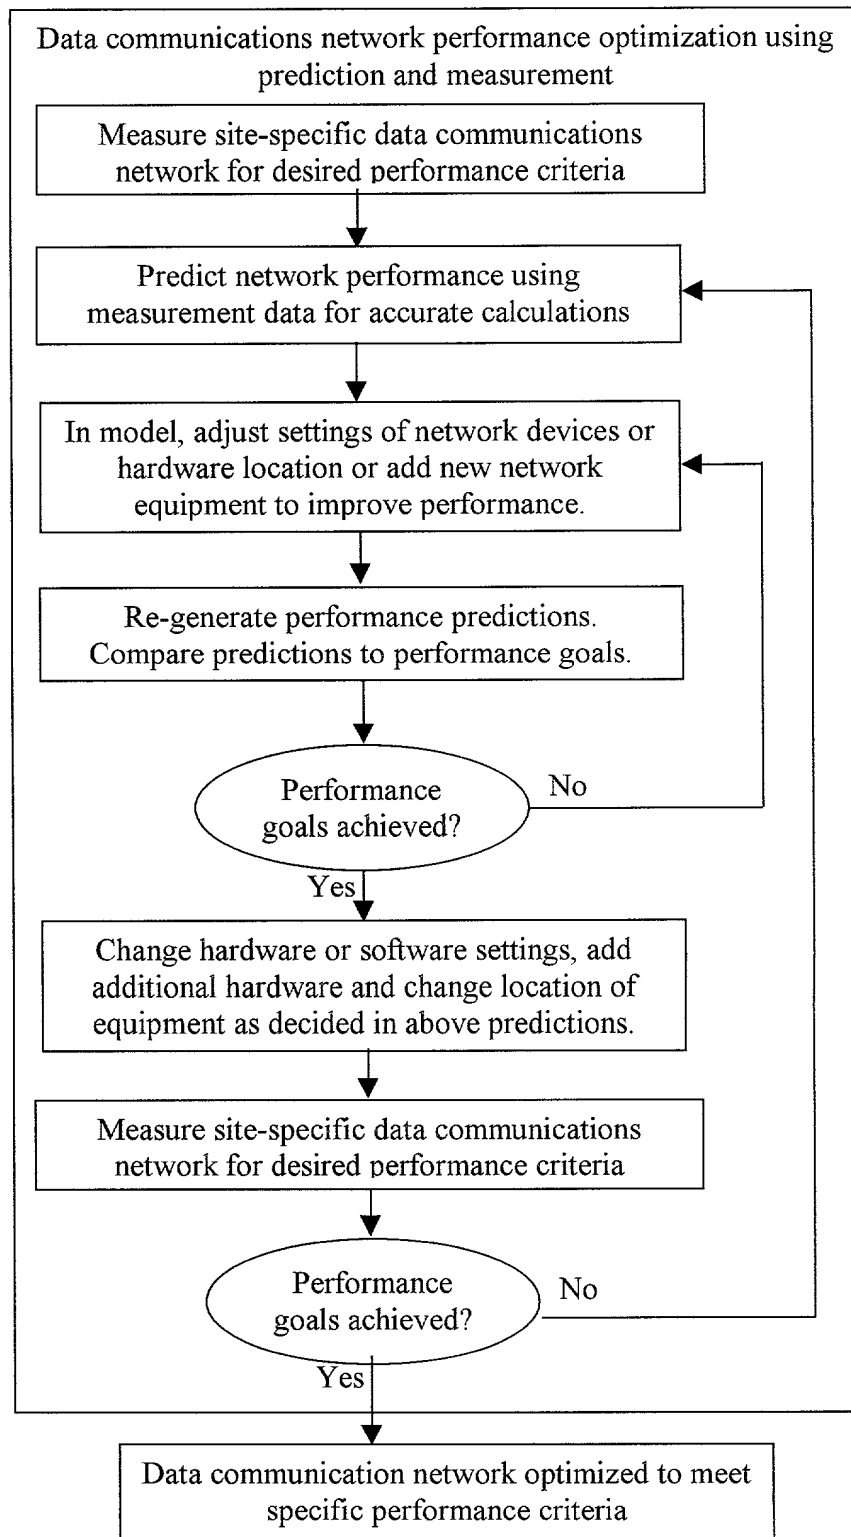 Data communications network performance optimization using
prediction and measurement
Measure site-specific data communications
network for desired performance criteria
Predict network performance using
measurement data for accurate calculations
In model, adjust settings of network devices or
hardware location or add new network
equipment to improve performance.
Re-generate performance predictions.
Compare predictions to performance goals.
Performance
goals achieved?
No
Yes
Change hardware or software settings, add
additional hardware and change location of
equipment as decided in above predictions.
Measure site-specific data communications
network for desired performance criteria
Performance
goals achieved?
No
Yes
Data communication network optimized to meet
specific performance criteria